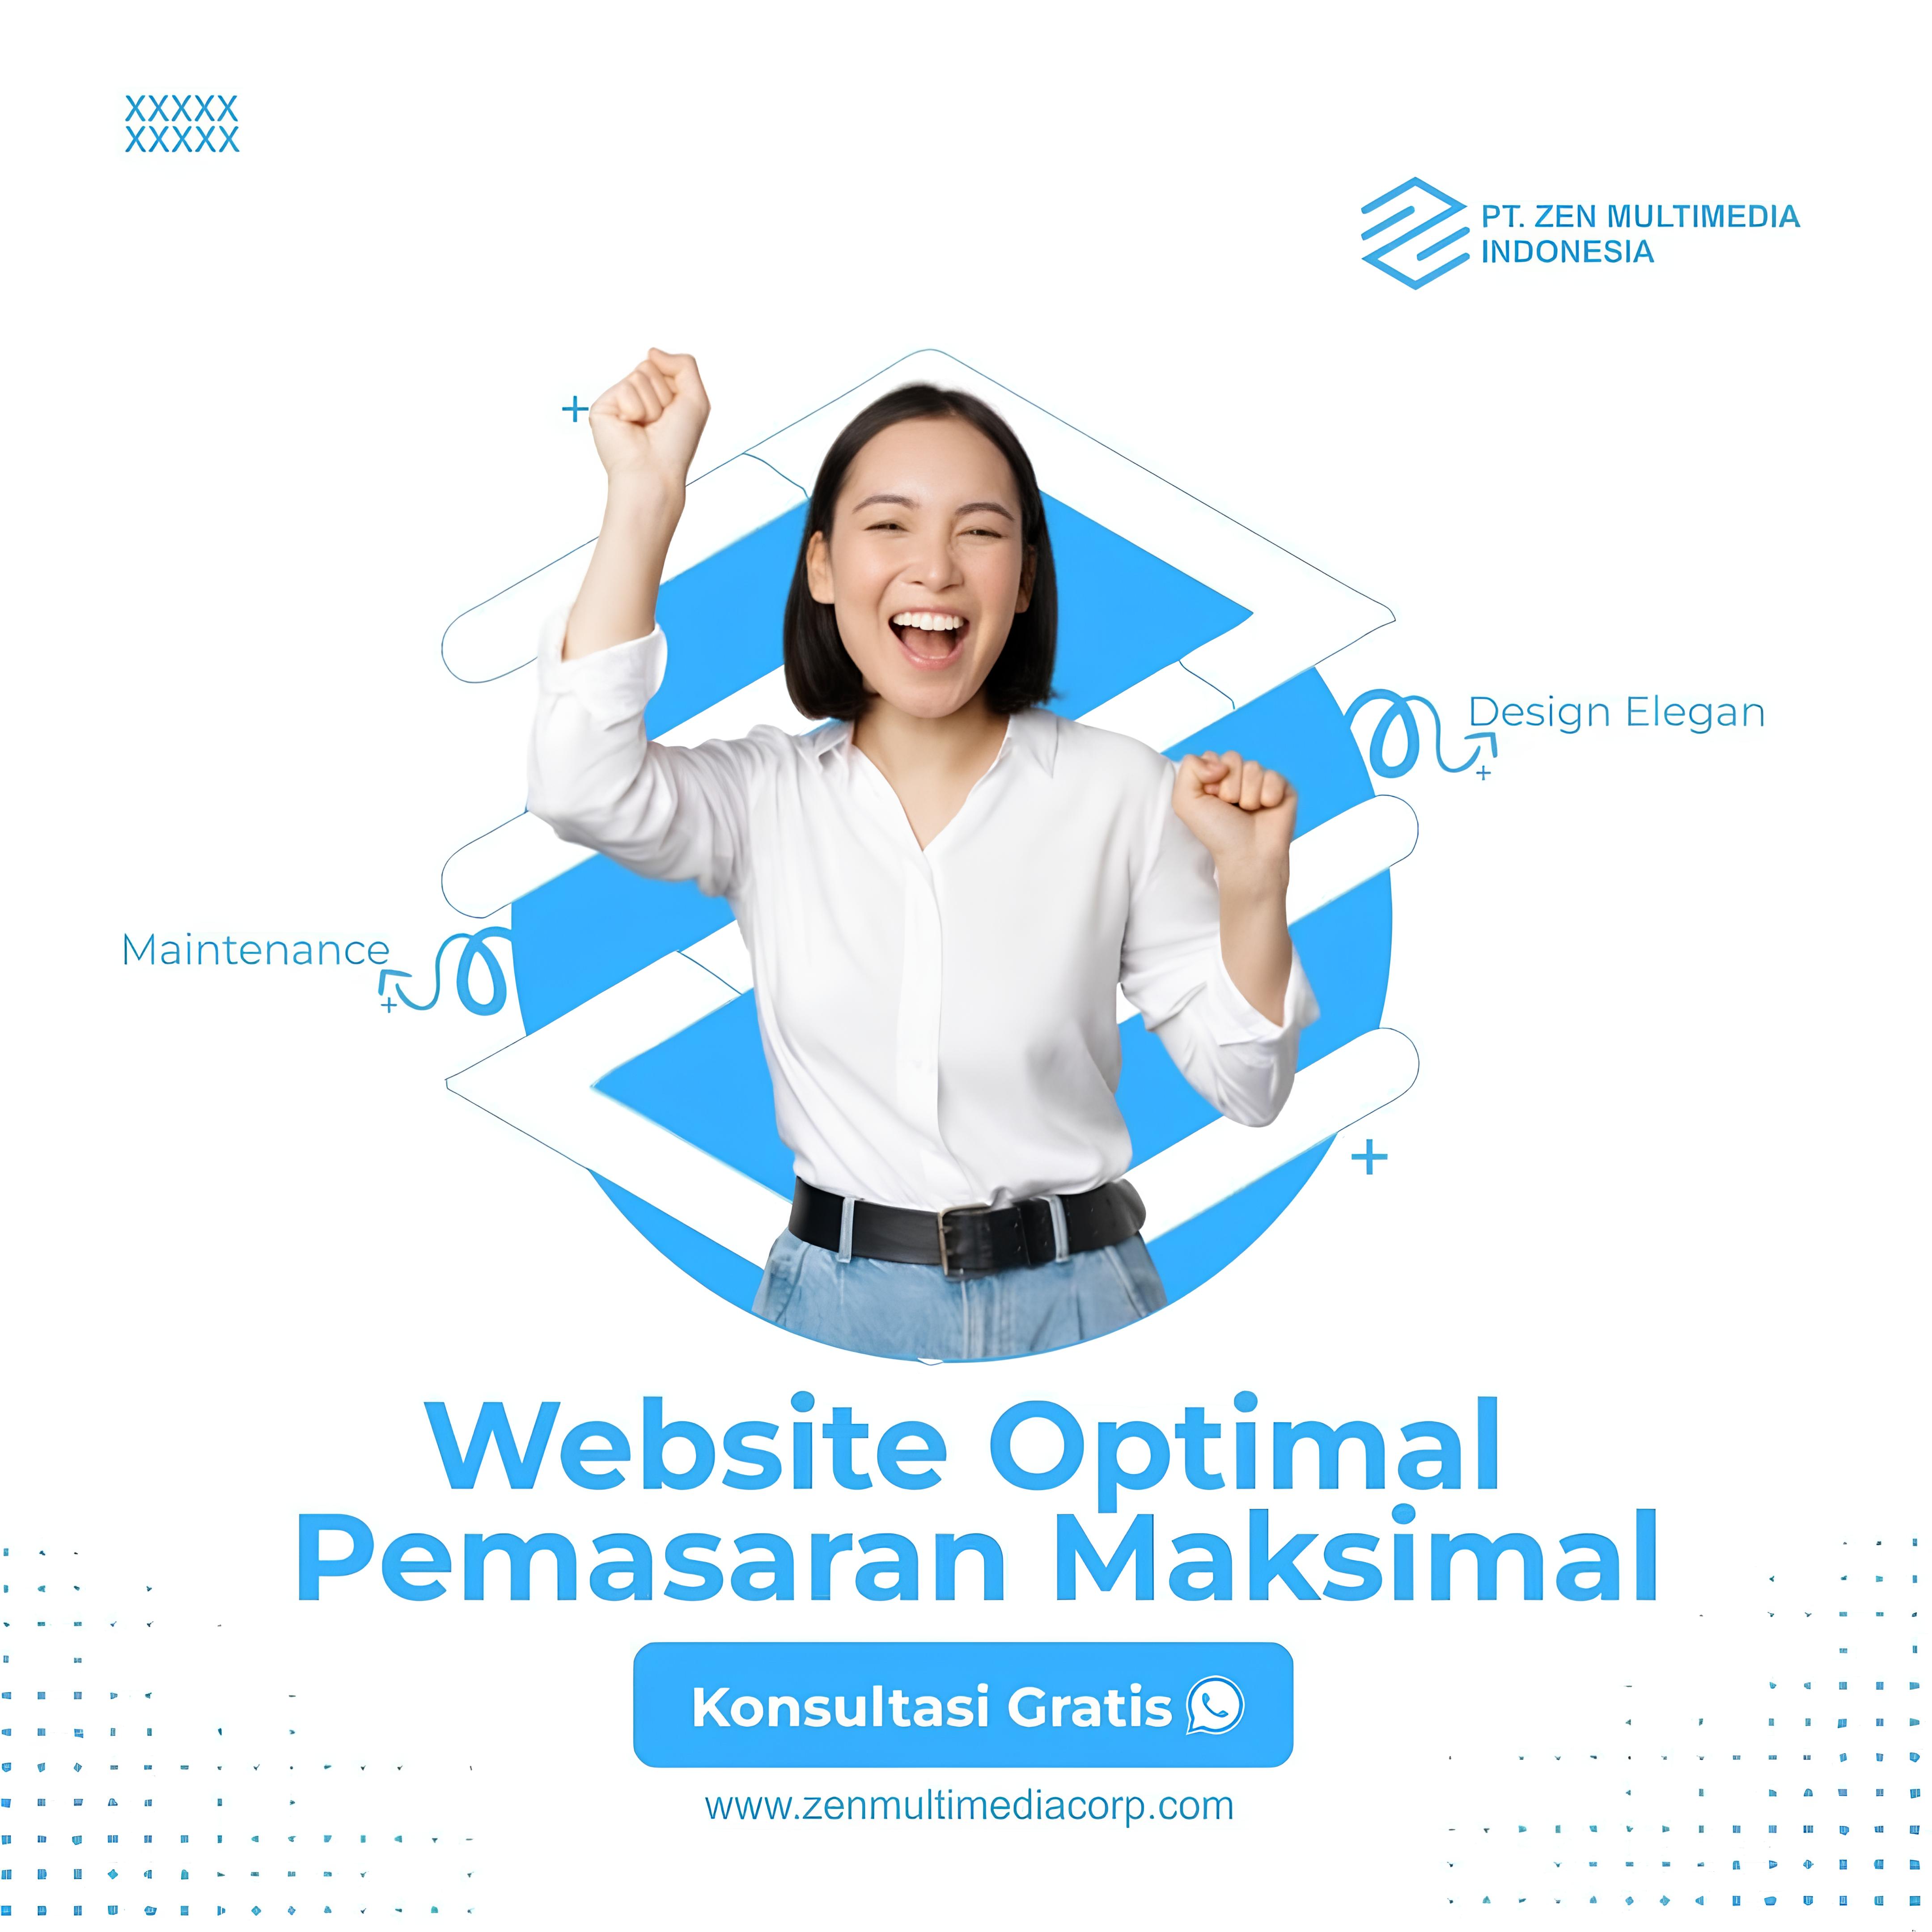 XXXXX
XXXXX
PT. ZEN MULTIMEDIA
INDONESIA
Design Elegan
Maintenance
Website Optimal
Pemasaran Maksimal
Konsultasi Gratis
www.zenmultimediacorp.com